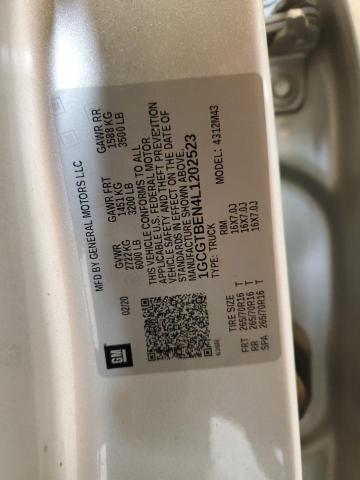 MFD BY GENERAL MOTORS LLC
02/20
GVWR
2722 KG
6000 LB
GAWR FRT
1451 KG
3200 LB
GAWR RR
1588 KG
3500 LB
THIS VEHICLE CONFORMS TO ALL
APPLICABLE U.S. FEDERAL MOTOR
VEHICLE SAFETY AND THEFT PREVENTION
STANDARDS IN EFFECT ON THE DATE OF
MANUFACTURE SHOWN ABOVE.
1GCGTBEN4L1202523
TYPE: TRUCK
MODEL: 4312M43
GM
TIRE SIZE RIM
FRT 265/70R16 T 16X7.0J
RR 265/70R16 T 16X7.0J
SPA 265/70R16 T 16X7.0J